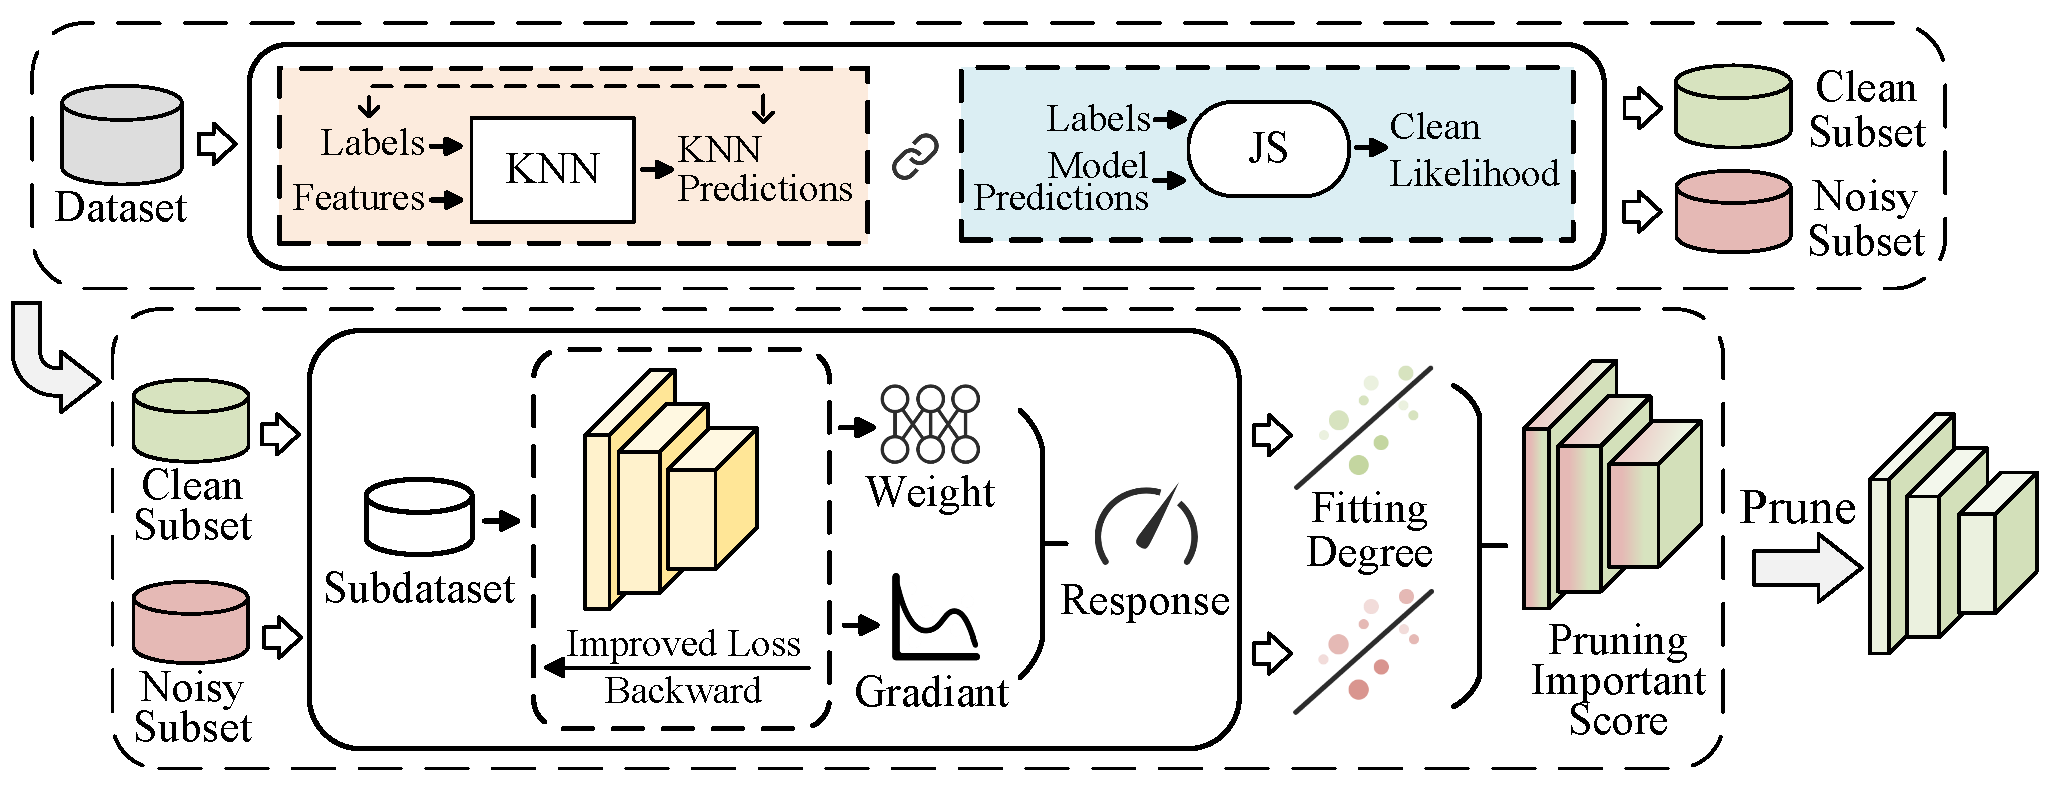 Dataset
Labels
Features
KNN
KNN
Predictions
Labels
Model
Predictions
JS
Clean
Likelihood
Clean
Subset
Noisy
Subset
Clean
Subset
Noisy
Subset
Subdataset
Improved Loss
Backward
Weight
Gradiant
Response
Fitting
Degree
Pruning
Important
Score
Prune